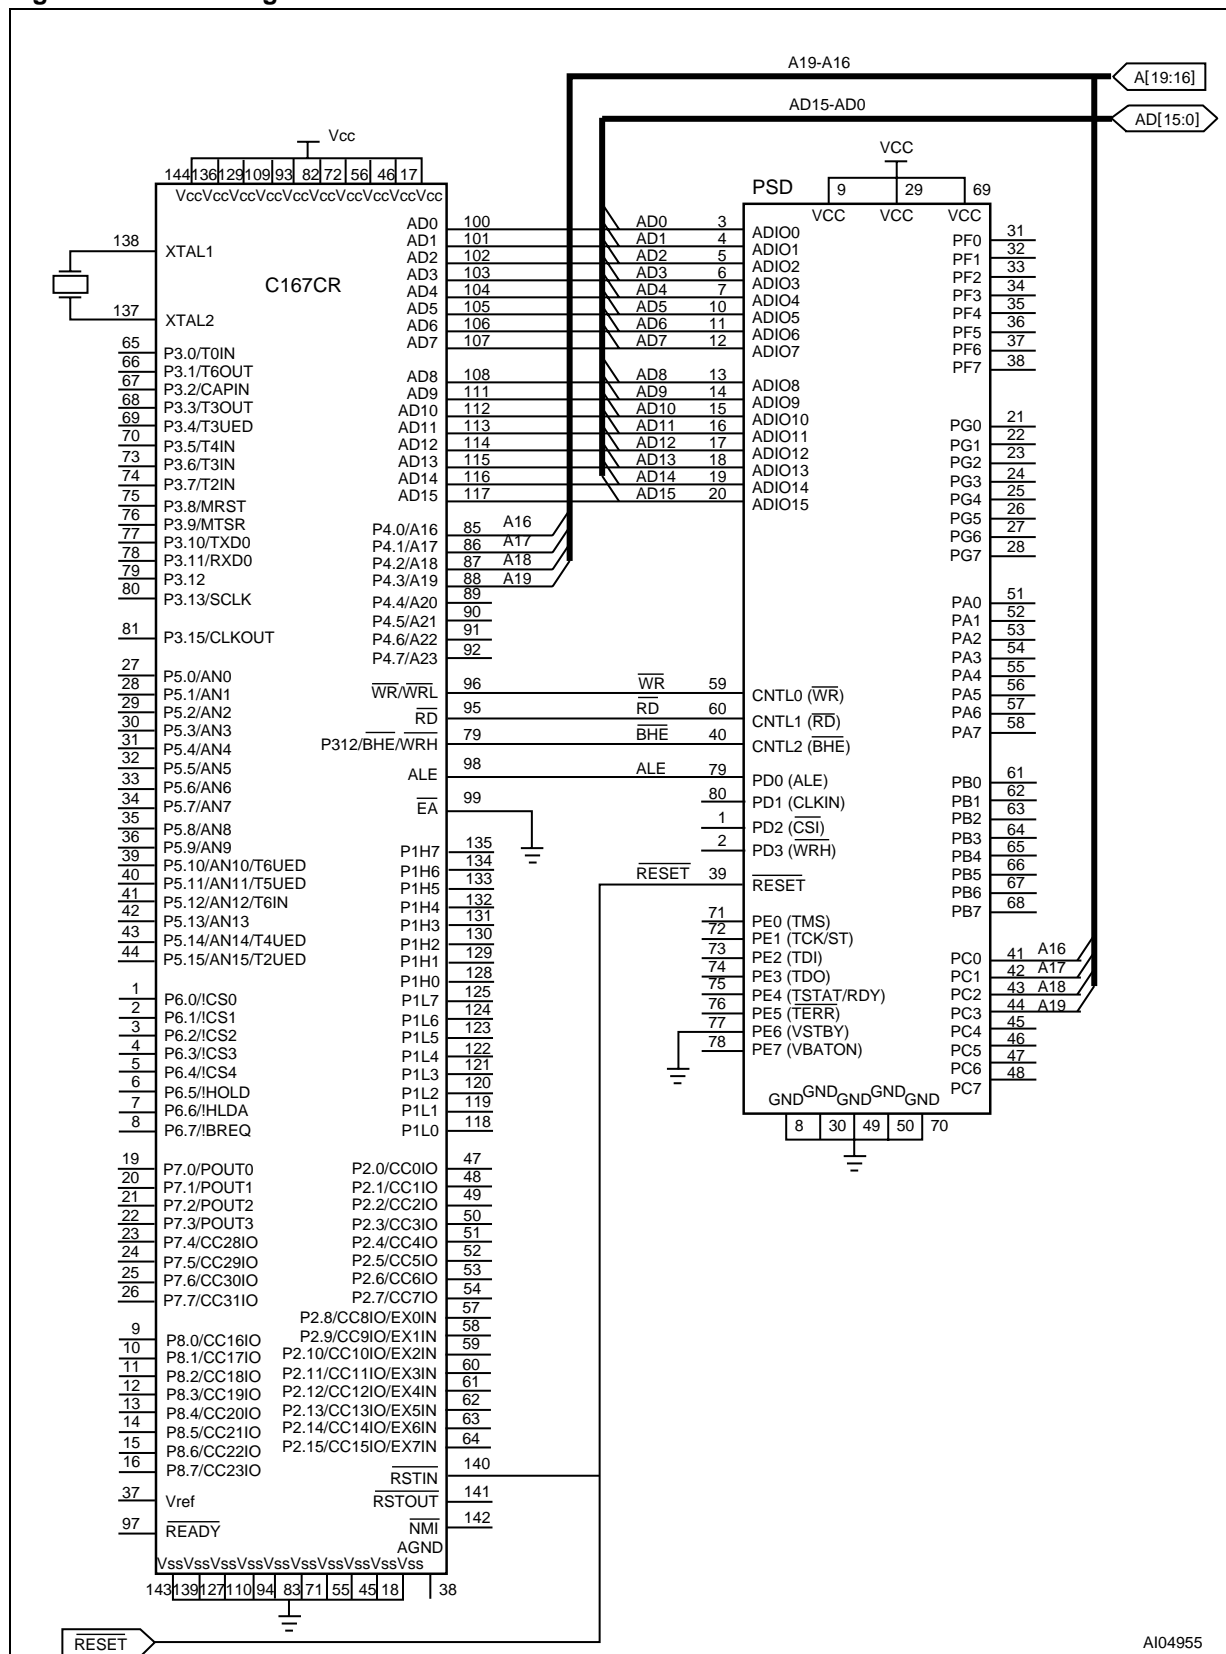 A19-A16
A[19:16]
AD15-AD0
AD[15:0]
Vcc
144 136 129 109 93 82 72 56 46 17
Vcc Vcc Vcc Vcc Vcc Vcc Vcc Vcc Vcc Vcc
C167CR
138 XTAL1
137 XTAL2
65 P3.0/T0IN
66 P3.1/T6OUT
67 P3.2/CAPIN
68 P3.3/T3OUT
69 P3.4/T3UED
70 P3.5/T4IN
73 P3.6/T3IN
74 P3.7/T2IN
75 P3.8/MRST
76 P3.9/MTSR
77 P3.10/TXD0
78 P3.11/RXD0
79 P3.12
80 P3.13/SCLK
81 P3.15/CLKOUT
27 P5.0/AN0
28 P5.1/AN1
29 P5.2/AN2
30 P5.3/AN3
31 P5.4/AN4
32 P5.5/AN5
33 P5.6/AN6
34 P5.7/AN7
35 P5.8/AN8
36 P5.9/AN9
39 P5.10/AN10/T6UED
40 P5.11/AN11/T5UED
41 P5.12/AN12/T6IN
42 P5.13/AN13
43 P5.14/AN14/T4UED
44 P5.15/AN15/T2UED
1 P6.0/!CS0
2 P6.1/!CS1
3 P6.2/!CS2
4 P6.3/!CS3
5 P6.4/!CS4
6 P6.5/!HOLD
7 P6.6/!HLDA
8 P6.7/!BREQ
19 P7.0/POUT0
20 P7.1/POUT1
21 P7.2/POUT2
22 P7.3/POUT3
23 P7.4/CC28IO
24 P7.5/CC29IO
25 P7.6/CC30IO
26 P7.7/CC31IO
9 P8.0/CC16IO
10 P8.1/CC17IO
11 P8.2/CC18IO
12 P8.3/CC19IO
13 P8.4/CC20IO
14 P8.5/CC21IO
15 P8.6/CC22IO
16 P8.7/CC23IO
37 Vref
97 READY
AD0 100 AD0 3 ADIO0
AD1 101 AD1 4 ADIO1
AD2 102 AD2 5 ADIO2
AD3 103 AD3 6 ADIO3
AD4 104 AD4 7 ADIO4
AD5 105 AD5 10 ADIO5
AD6 106 AD6 11 ADIO6
AD7 107 AD7 12 ADIO7
AD8 108 AD8 13 ADIO8
AD9 111 AD9 14 ADIO9
AD10 112 AD10 15 ADIO10
AD11 113 AD11 16 ADIO11
AD12 114 AD12 17 ADIO12
AD13 115 AD13 18 ADIO13
AD14 116 AD14 19 ADIO14
AD15 117 AD15 20 ADIO15
P4.0/A16 85 A16
P4.1/A17 86 A17
P4.2/A18 87 A18
P4.3/A19 88 A19
P4.4/A20 89
P4.5/A21 90
P4.6/A22 91
P4.7/A23 92
WR/WRL 96 WR 59 CNTL0 (WR)
RD 95 RD 60 CNTL1 (RD)
P312/BHE/WRH 79 BHE 40 CNTL2 (BHE)
ALE 98 ALE 79 PD0 (ALE)
EA 99
80 PD1 (CLKIN)
1 PD2 (CSI)
2 PD3 (WRH)
RESET 39 RESET
P1H7 135
P1H6 134
P1H5 133
P1H4 132
P1H3 131
P1H2 130
P1H1 129
P1H0 128
P1L7 125
P1L6 124
P1L5 123
P1L4 122
P1L3 121
P1L2 120
P1L1 119
P1L0 118
P2.0/CC0IO 47
P2.1/CC1IO 48
P2.2/CC2IO 49
P2.3/CC3IO 50
P2.4/CC4IO 51
P2.5/CC5IO 52
P2.6/CC6IO 53
P2.7/CC7IO 54
P2.8/CC8IO/EX0IN 57
P2.9/CC9IO/EX1IN 58
P2.10/CC10IO/EX2IN 59
P2.11/CC11IO/EX3IN 60
P2.12/CC12IO/EX4IN 61
P2.13/CC13IO/EX5IN 62
P2.14/CC14IO/EX6IN 63
P2.15/CC15IO/EX7IN 64
RSTIN 140
RSTOUT 141
NMI 142
AGND
Vss Vss Vss Vss Vss Vss Vss Vss Vss Vss
143 139 127 110 94 83 71 55 45 18 38
RESET
VCC
PSD
9 29 69
VCC VCC VCC
71 PE0 (TMS)
72 PE1 (TCK/ST)
73 PE2 (TDI)
74 PE3 (TDO)
75 PE4 (TSTAT/RDY)
76 PE5 (TERR)
77 PE6 (VSTBY)
78 PE7 (VBATON)
PF0 31
PF1 32
PF2 33
PF3 34
PF4 35
PF5 36
PF6 37
PF7 38
PG0 21
PG1 22
PG2 23
PG3 24
PG4 25
PG5 26
PG6 27
PG7 28
PA0 51
PA1 52
PA2 53
PA3 54
PA4 55
PA5 56
PA6 57
PA7 58
PB0 61
PB1 62
PB2 63
PB3 64
PB4 65
PB5 66
PB6 67
PB7 68
PC0 41 A16
PC1 42 A17
PC2 43 A18
PC3 44 A19
PC4 45
PC5 46
PC6 47
PC7 48
GND GND GND GND GND
8 30 49 50 70
AI04955